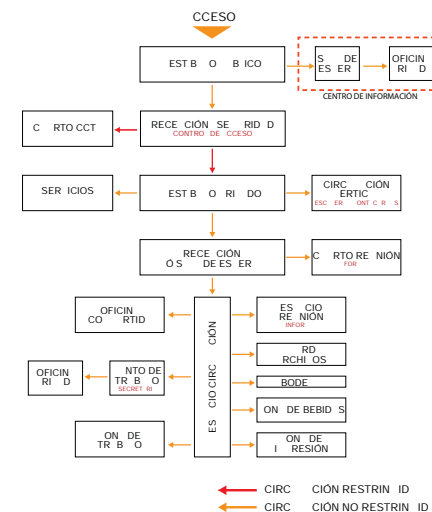 CCESO
EST B O B ICO
S DE
ES ER
OFICIN
RI D
CENTRO DE INFORMACIÓN
C RTO CCT
RECE CIÓN SE RID D
CONTRO DE CCESO
SER ICIOS
EST B O RI DO
CIRC CIÓN
ERTIC
ESC ER ONT C R S
RECE CIÓN
Ó S DE ES ER
C RTO RE NIÓN
FOR
OFICIN
CO RTID
ES CIO CIRC CIÓN
ES CIO
RE NIÓN
INFOR
OFICIN
RI D
NTO DE
TR B O
SECRET RI
RD
RCHI OS
BODE
ON DE BEBID S
ON DE
TR B O
ON DE
I RESIÓN
CIRC CIÓN RESTRIN ID
CIRC CIÓN NO RESTRIN ID